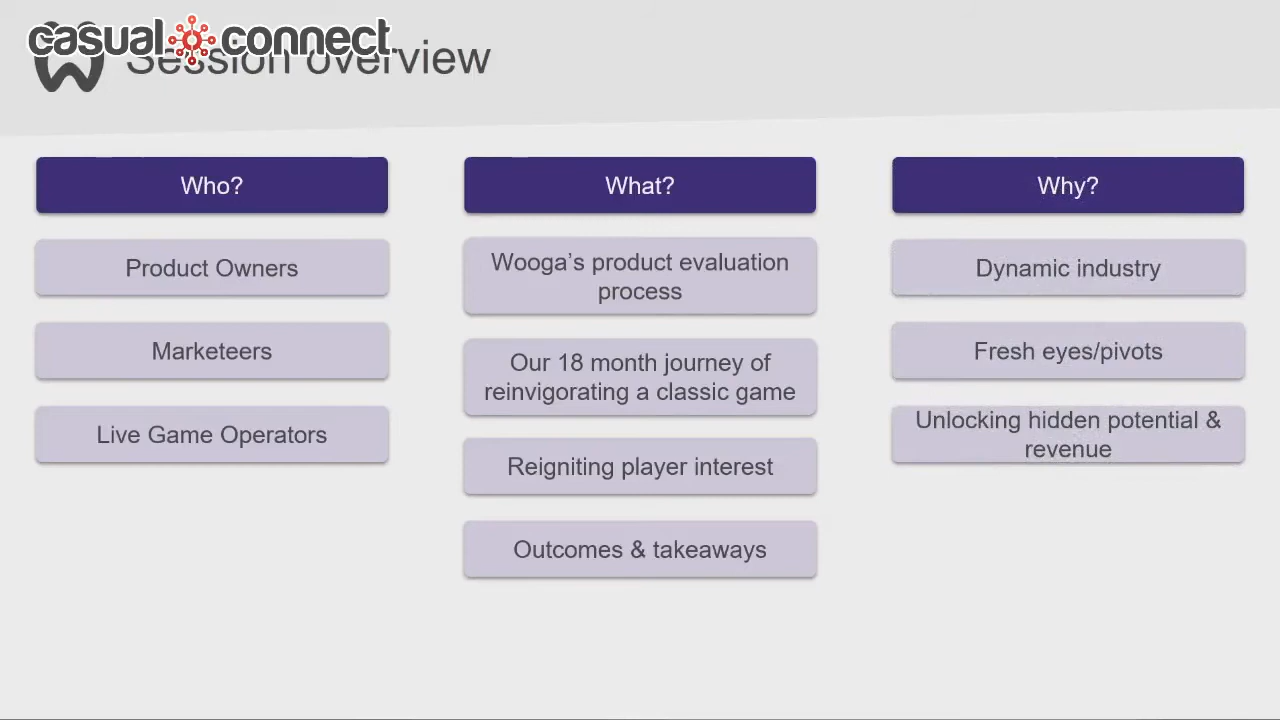 casual connect
Session overview
Who?
Product Owners
Marketeers
Live Game Operators
What?
Wooga’s product evaluation
process
Our 18 month journey of
reinvigorating a classic game
Reigniting player interest
Outcomes & takeaways
Why?
Dynamic industry
Fresh eyes/pivots
Unlocking hidden potential &
revenue